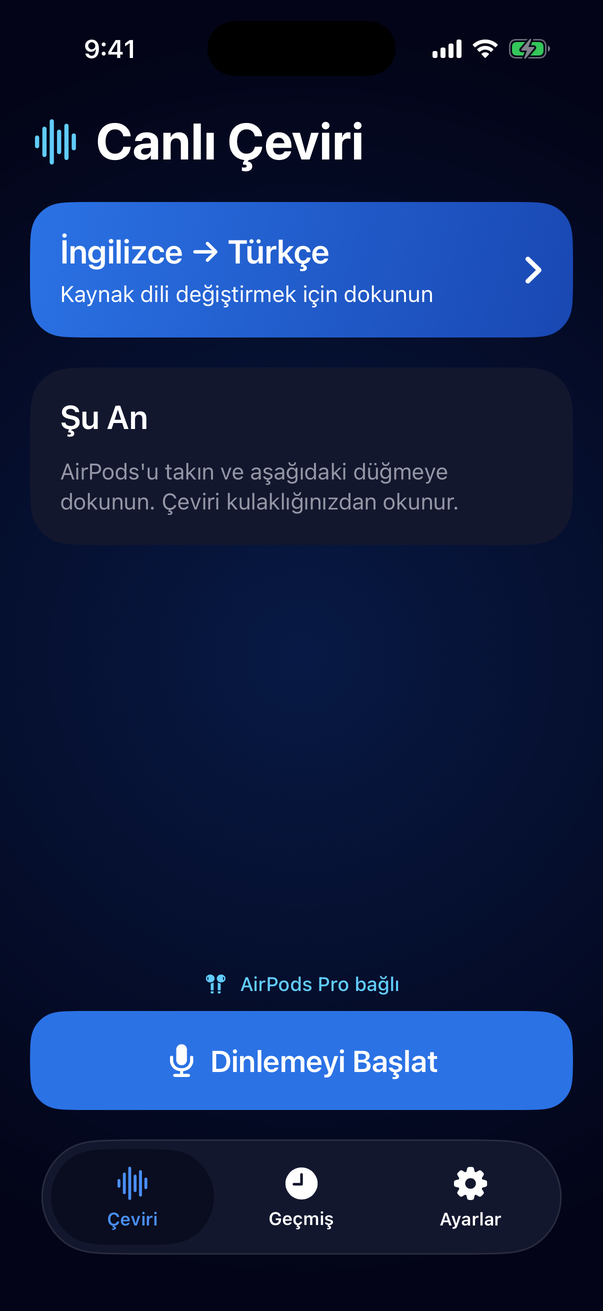 9:41
Canlı Çeviri
İngilizce → Türkçe
Kaynak dili değiştirmek için dokunun
Şu An
AirPods'u takın ve aşağıdaki düğmeye
dokunun. Çeviri kulaklığınızdan okunur.
AirPods Pro bağlı
Dinlemeyi Başlat
Çeviri
Geçmiş
Ayarlar